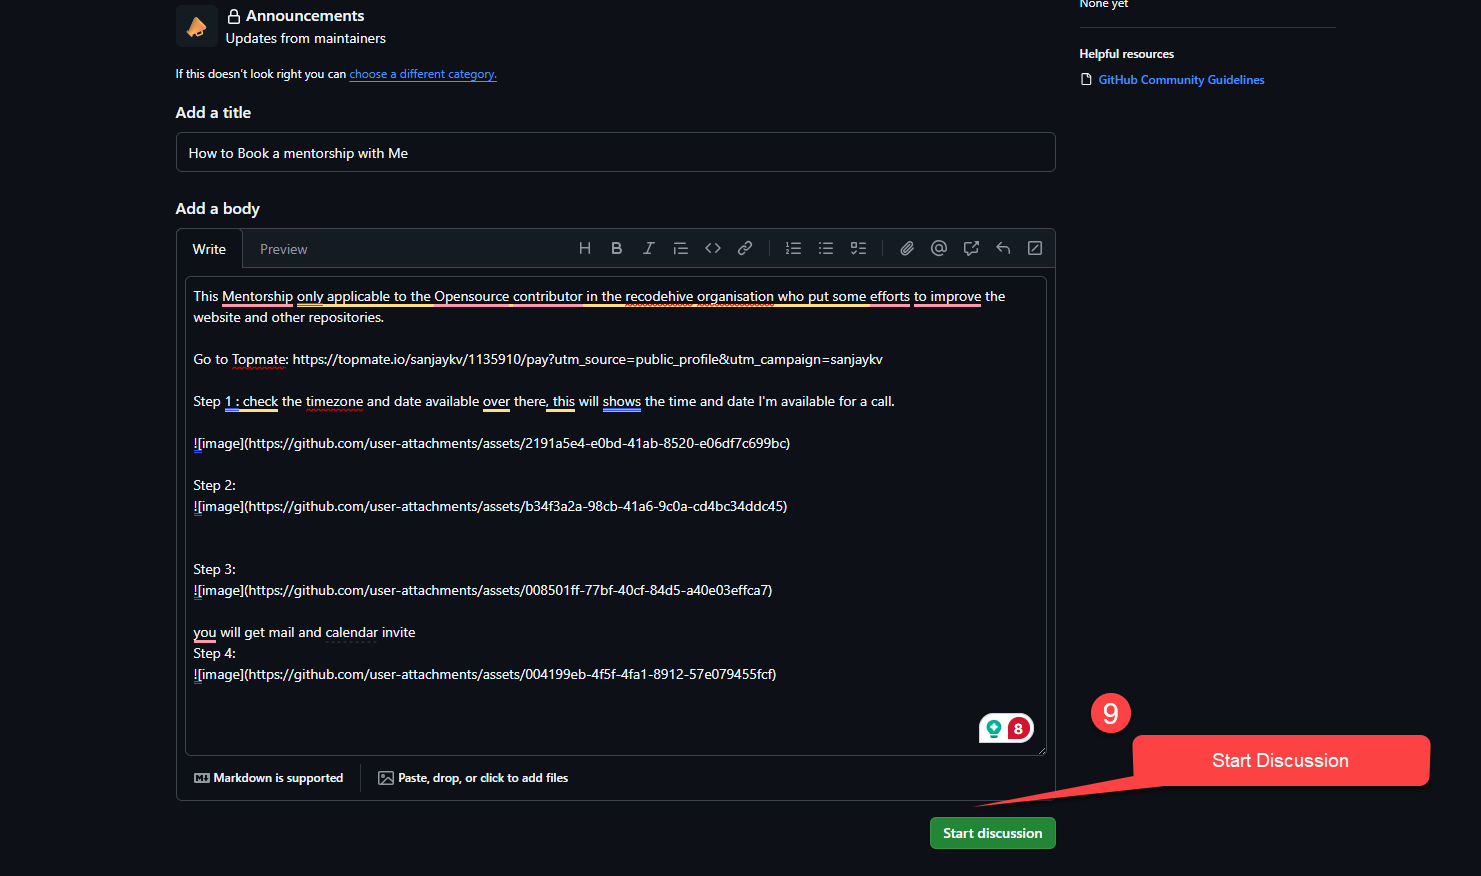 Announcements
Updates from maintainers
If this doesn't look right you can choose a different category.
Add a title
How to Book a mentorship with Me
Add a body
Write Preview
This Mentorship only applicable to the Opensource contributor in the recodehive organisation who put some efforts to improve the
website and other repositories.
Go to Topmate: https://topmate.io/sanjaykv/1135910/pay?utm_source=public_profile&utm_campaign=sanjaykv
Step 1 : check the timezone and date available over there, this will shows the time and date I'm available for a call.
![image](https://github.com/user-attachments/assets/2191a5e4-e0bd-41ab-8520-e06df7c699bc)
Step 2:
![image](https://github.com/user-attachments/assets/b34f3a2a-98cb-41a6-9c0a-cd4bc34ddc45)
Step 3:
![image](https://github.com/user-attachments/assets/008501ff-77bf-40cf-84d5-a40e03effca7)
you will get mail and calendar invite
Step 4:
![image](https://github.com/user-attachments/assets/004199eb-4f5f-4fa1-8912-57e079455fcf)
8
Markdown is supported
Paste, drop, or click to add files
Start discussion
9
Start Discussion
None yet
Helpful resources
GitHub Community Guidelines